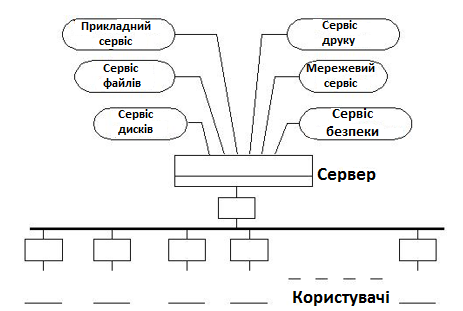 Прикладний
сервіс
Сервіс
друку
Сервіс
файлів
Мережевий
сервіс
Сервіс
дисків
Сервіс
безпеки
Сервер
Користувачі